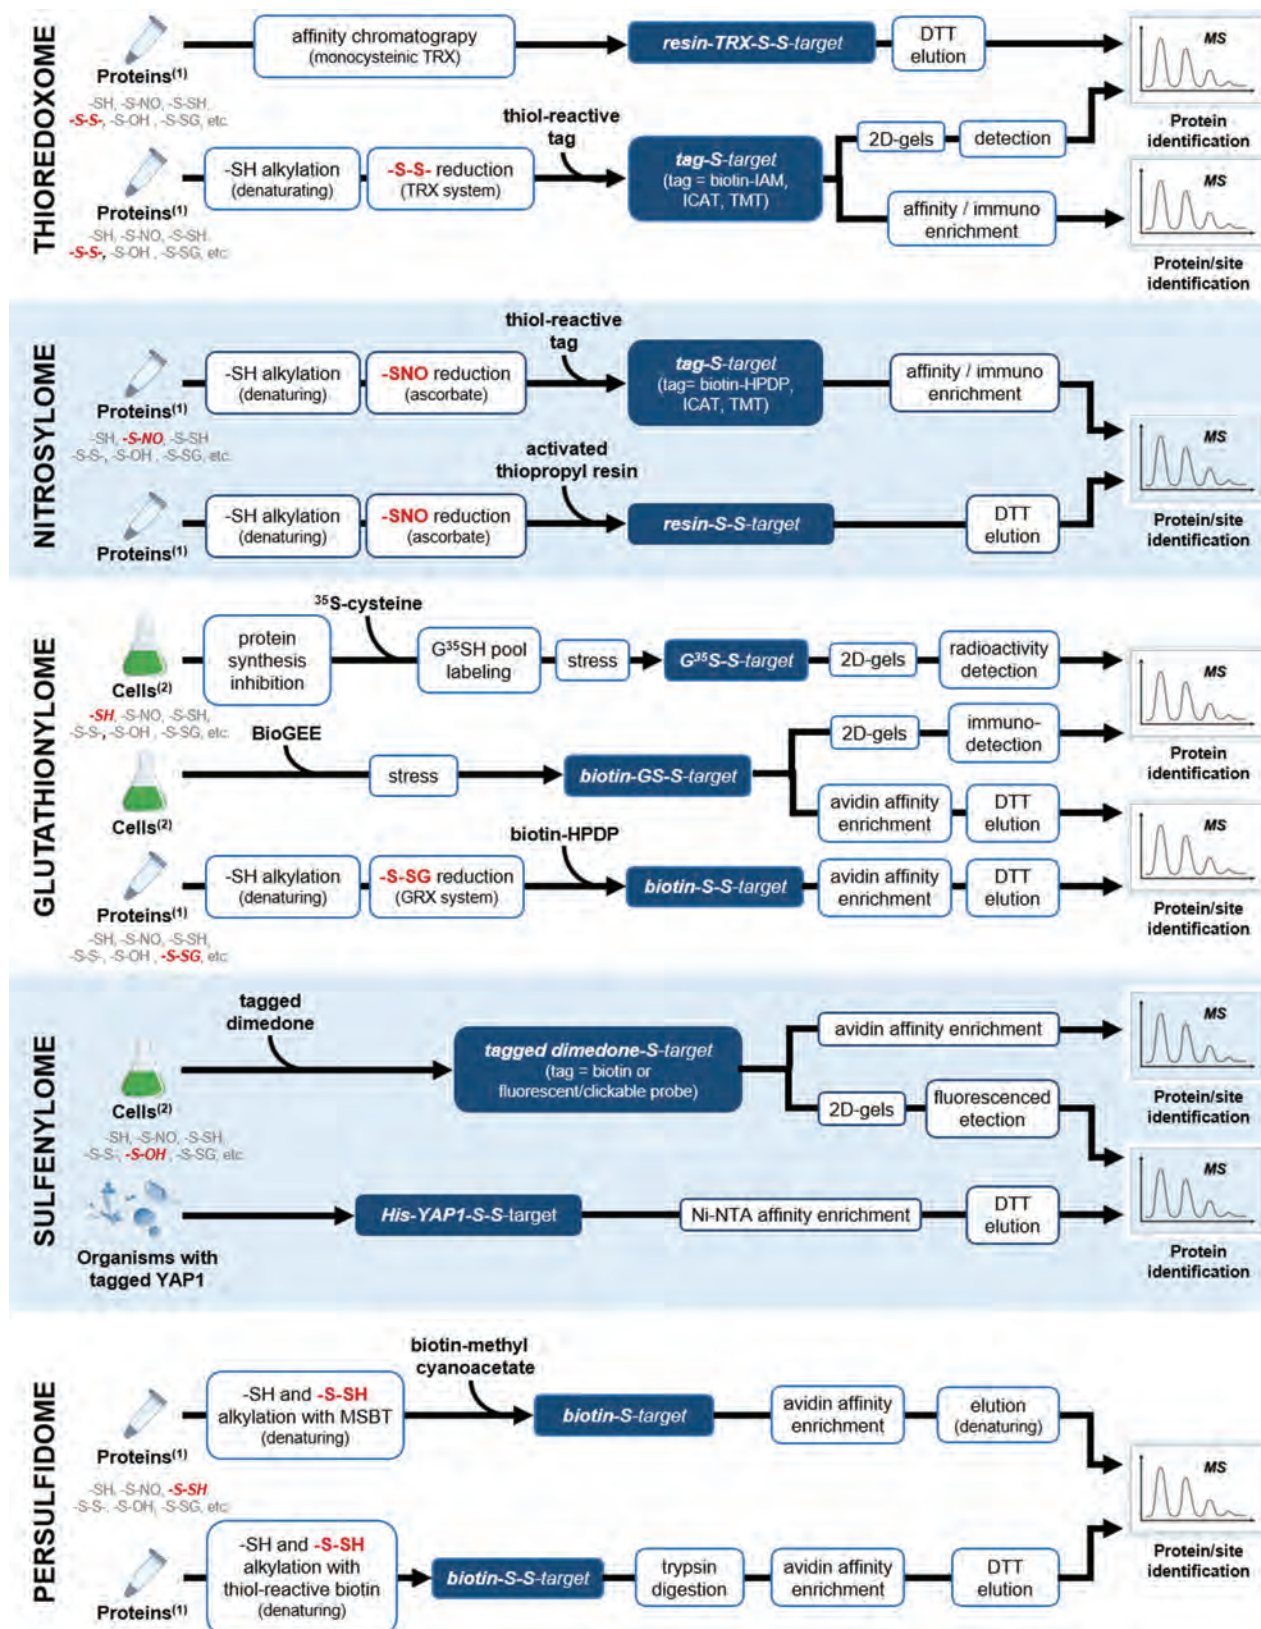 THOREDOXOME
Proteins(1)
-SH, -S-NO, -S-SH,
-S-S-, -S-OH , -S-SG, etc.
affinity chromatograpy
(monocysteinic TRX)
resin-TRX-S-S-target
DTT
elution
MS
Protein
identification
Proteins(1)
-SH, -S-NO, -S-SH.
-S-S-, -S-OH , -S-SG, etc.
-SH alkylation
(denaturating)
-S-S- reduction
(TRX system)
thiol-reactive
tag
tag-S-target
(tag = biotin-IAM,
ICAT, TMT)
2D-gels
detection
affinity / immuno
enrichment
Protein/site
identification
NITROSYLOME
Proteins(1)
-SH, -S-NO, -S-SH
-S-S-, -S-OH , -S-SG, etc.
-SH alkylation
(denaturing)
-SNO reduction
(ascorbate)
thiol-reactive
tag
tag-S-target
(tag= biotin-HPDP,
ICAT, TMT)
affinity / immuno
enrichment
MS
Protein/site
identification
Proteins(1)
-SH alkylation
(denaturing)
-SNO reduction
(ascorbate)
activated
thiopropyl resin
resin-S-S-target
DTT
elution
GLUTATHIONYLOME
Cells(2)
-SH, -S-NO, -S-SH,
-S-S-, -S-OH , -S-SG, etc.
protein
synthesis
inhibition
35S-cysteine
G35SH pool
labeling
stress
G35S-S-target
2D-gels
radioactivity
detection
Protein
identification
Cells(2)
BioGEE
stress
biotin-GS-S-target
2D-gels
immuno-
detection
avidin affinity
enrichment
DTT
elution
Proteins(1)
-SH, -S-NO, -S-SH,
-S-S-, -S-OH , -S-SG, etc.
-SH alkylation
(denaturing)
-S-SG reduction
(GRX system)
biotin-HPDP
biotin-S-S-target
avidin affinity
enrichment
DTT
elution
Protein/site
identification
SULFENYLOME
Cells(2)
-SH, -S-NO, -S-SH,
-S-S-, -S-OH , -S-SG, etc.
tagged
dimedone
tagged dimedone-S-target
(tag = biotin or
fluorescent/clickable probe)
avidin affinity enrichment
MS
Protein/site
identification
2D-gels
fluorescenced
etection
Organisms with
tagged YAP1
His-YAP1-S-S-target
Ni-NTA affinity enrichment
DTT
elution
MS
Protein
identification
PERSULFIDOME
Proteins(1)
-SH, -S-NO, -S-SH
-S-S-, -S-OH, -S-SG, etc.
-SH and -S-SH
alkylation with MSBT
(denaturing)
biotin-methyl
cyanoacetate
biotin-S-target
avidin affinity
enrichment
elution
(denaturing)
MS
Protein/site
identification
Proteins(1)
-SH and -S-SH
alkylation with
thiol-reactive biotin
(denaturing)
biotin-S-S-target
trypsin
digestion
avidin affinity
enrichment
DTT
elution